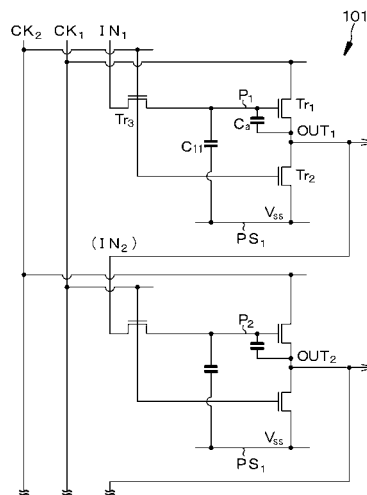 CK2 CK1 IN1
101
P1
Tr1
Tr3
Ca
OUT1
C11
Tr2
Vss
PS1
(IN2)
P2
OUT2
Vss
PS1